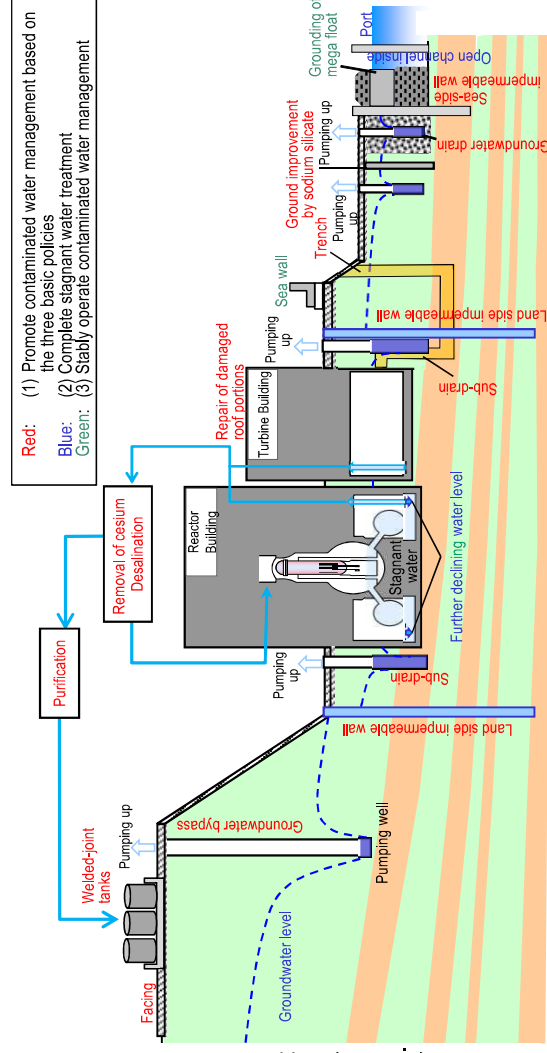 Red: (1) Promote contaminated water management based on
the three basic policies
Blue: (2) Complete stagnant water treatment
Green: (3) Stably operate contaminated water management
Purification
Removal of cesium
Desalination
Welded-joint
tanks
Facing
Pumping up
Groundwater bypass
Groundwater level
Pumping well
Land side impermeable
wall
Pumping
up
Sub-drain
Reactor
Building
Stagnant
water
Further declining water level
Repair of damaged
roof portions
Turbine Building
Pumping
up
Sub-drain
Land side impermeable
wall
Sea wall
Trench
Ground improvement
by sodium silicate
Pumping
up
Pumping up
Groundwater drain
Grounding of
mega float
Sea-side
impermeable wall
Open channel inside
Port